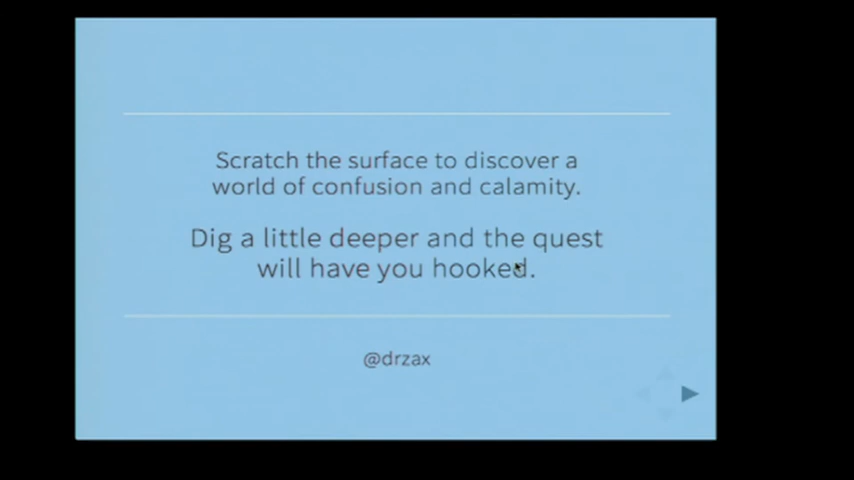 Scratch the surface to discover a
world of confusion and calamity.
Dig a little deeper and the quest
will have you hooked.
@drzax